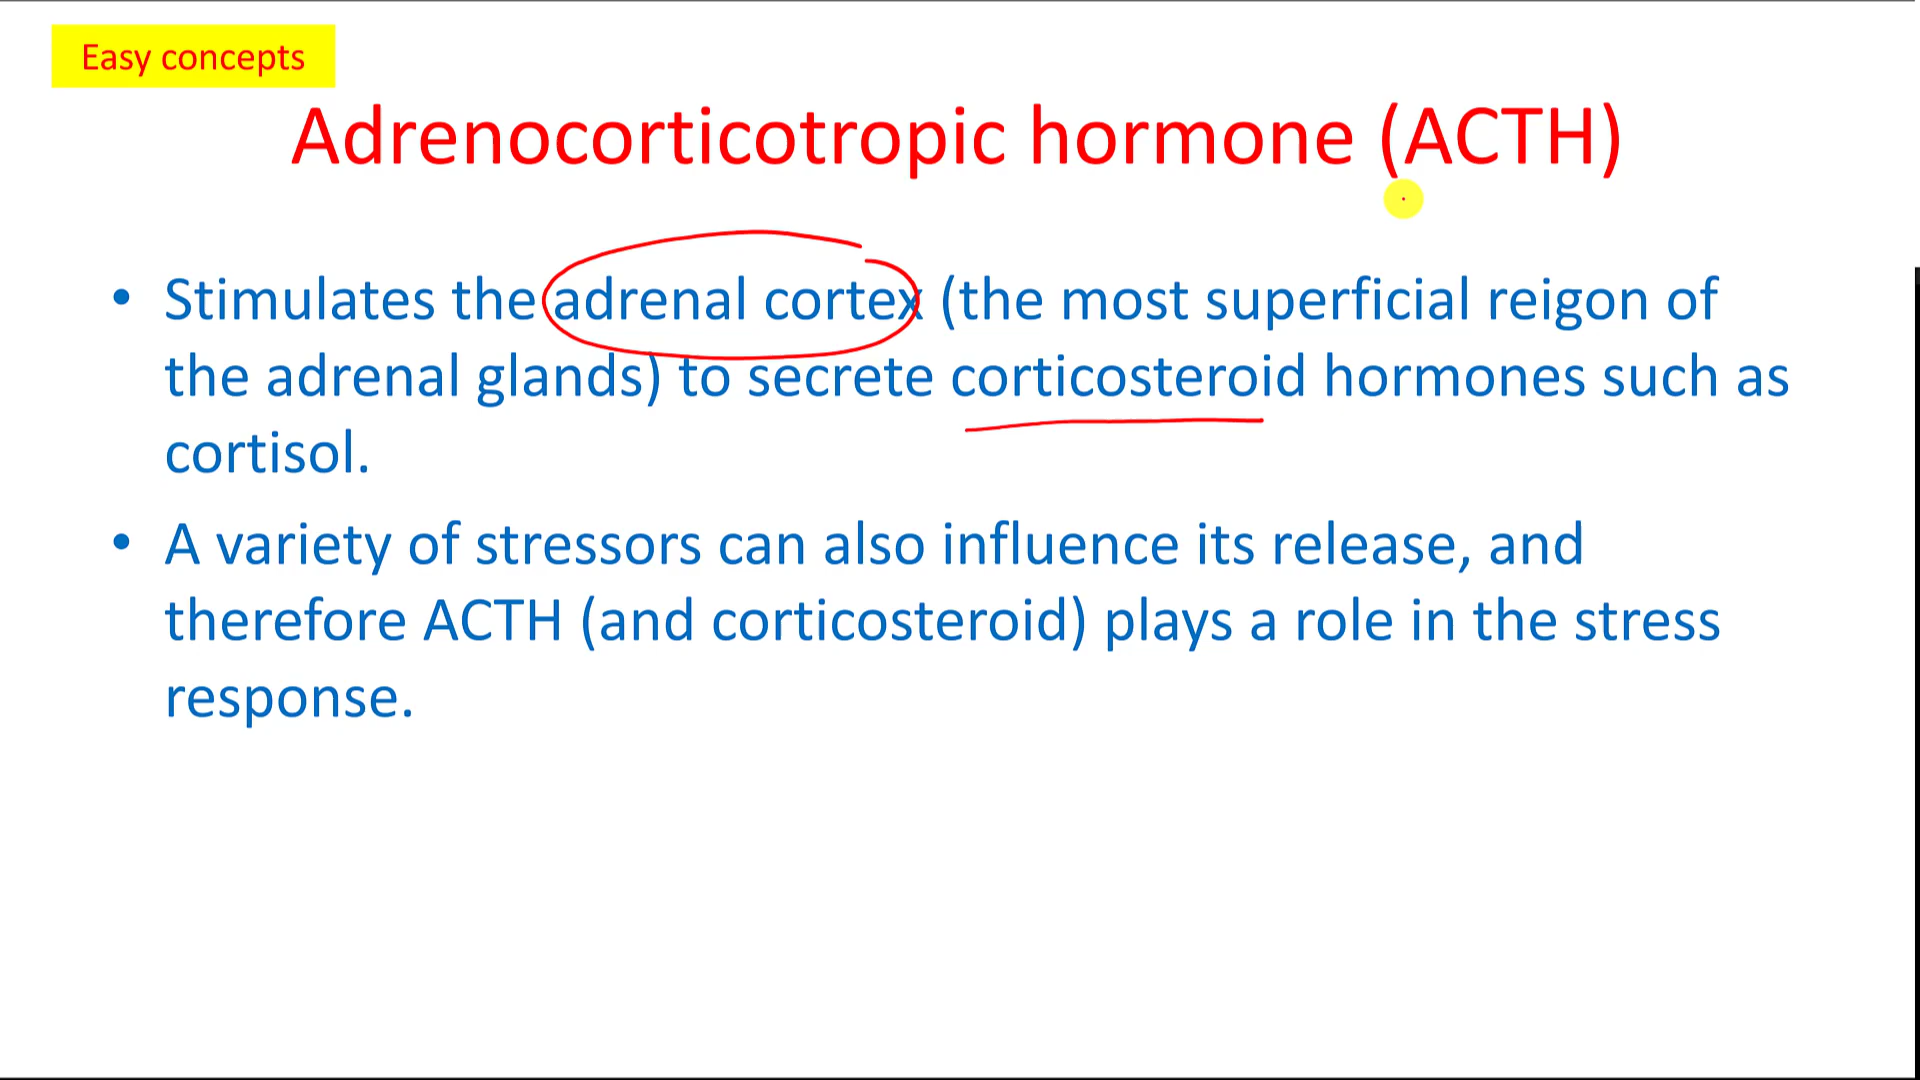 Easy concepts
Adrenocorticotropic hormone (ACTH)
• Stimulates the adrenal cortex (the most superficial reigon of
the adrenal glands) to secrete corticosteroid hormones such as
cortisol.
• A variety of stressors can also influence its release, and
therefore ACTH (and corticosteroid) plays a role in the stress
response.